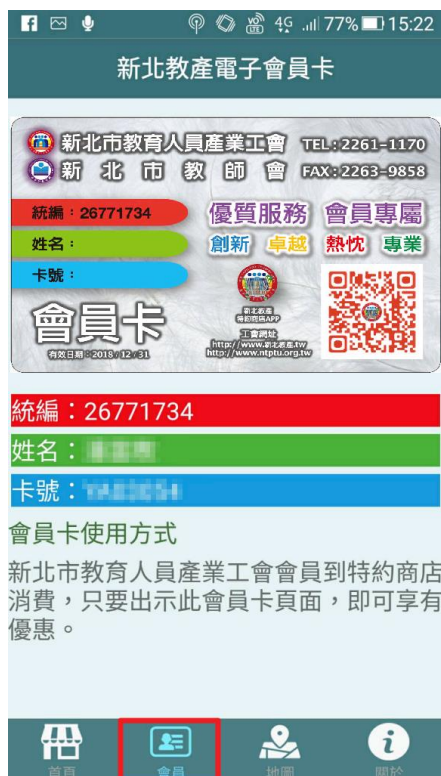 4G 77% 15:22
新北教產電子會員卡
新北市教育人員產業工會 TEL:2261-1170
新北市教師會 FAX:2263-9858
統編：26771734
優質服務 會員專屬
姓名：
創新 卓越 熱忱 專業
卡號：
新北教產
特約商店APP
會員卡
工會網址
http://www.新北教產.tw
http://www.ntptu.org.tw
有效日期：2018/12/31
統編：26771734
姓名：
卡號：
會員卡使用方式
新北市教育人員產業工會會員到特約商店
消費，只要出示此會員卡頁面，即可享有
優惠。
首頁 會員 地圖 關於